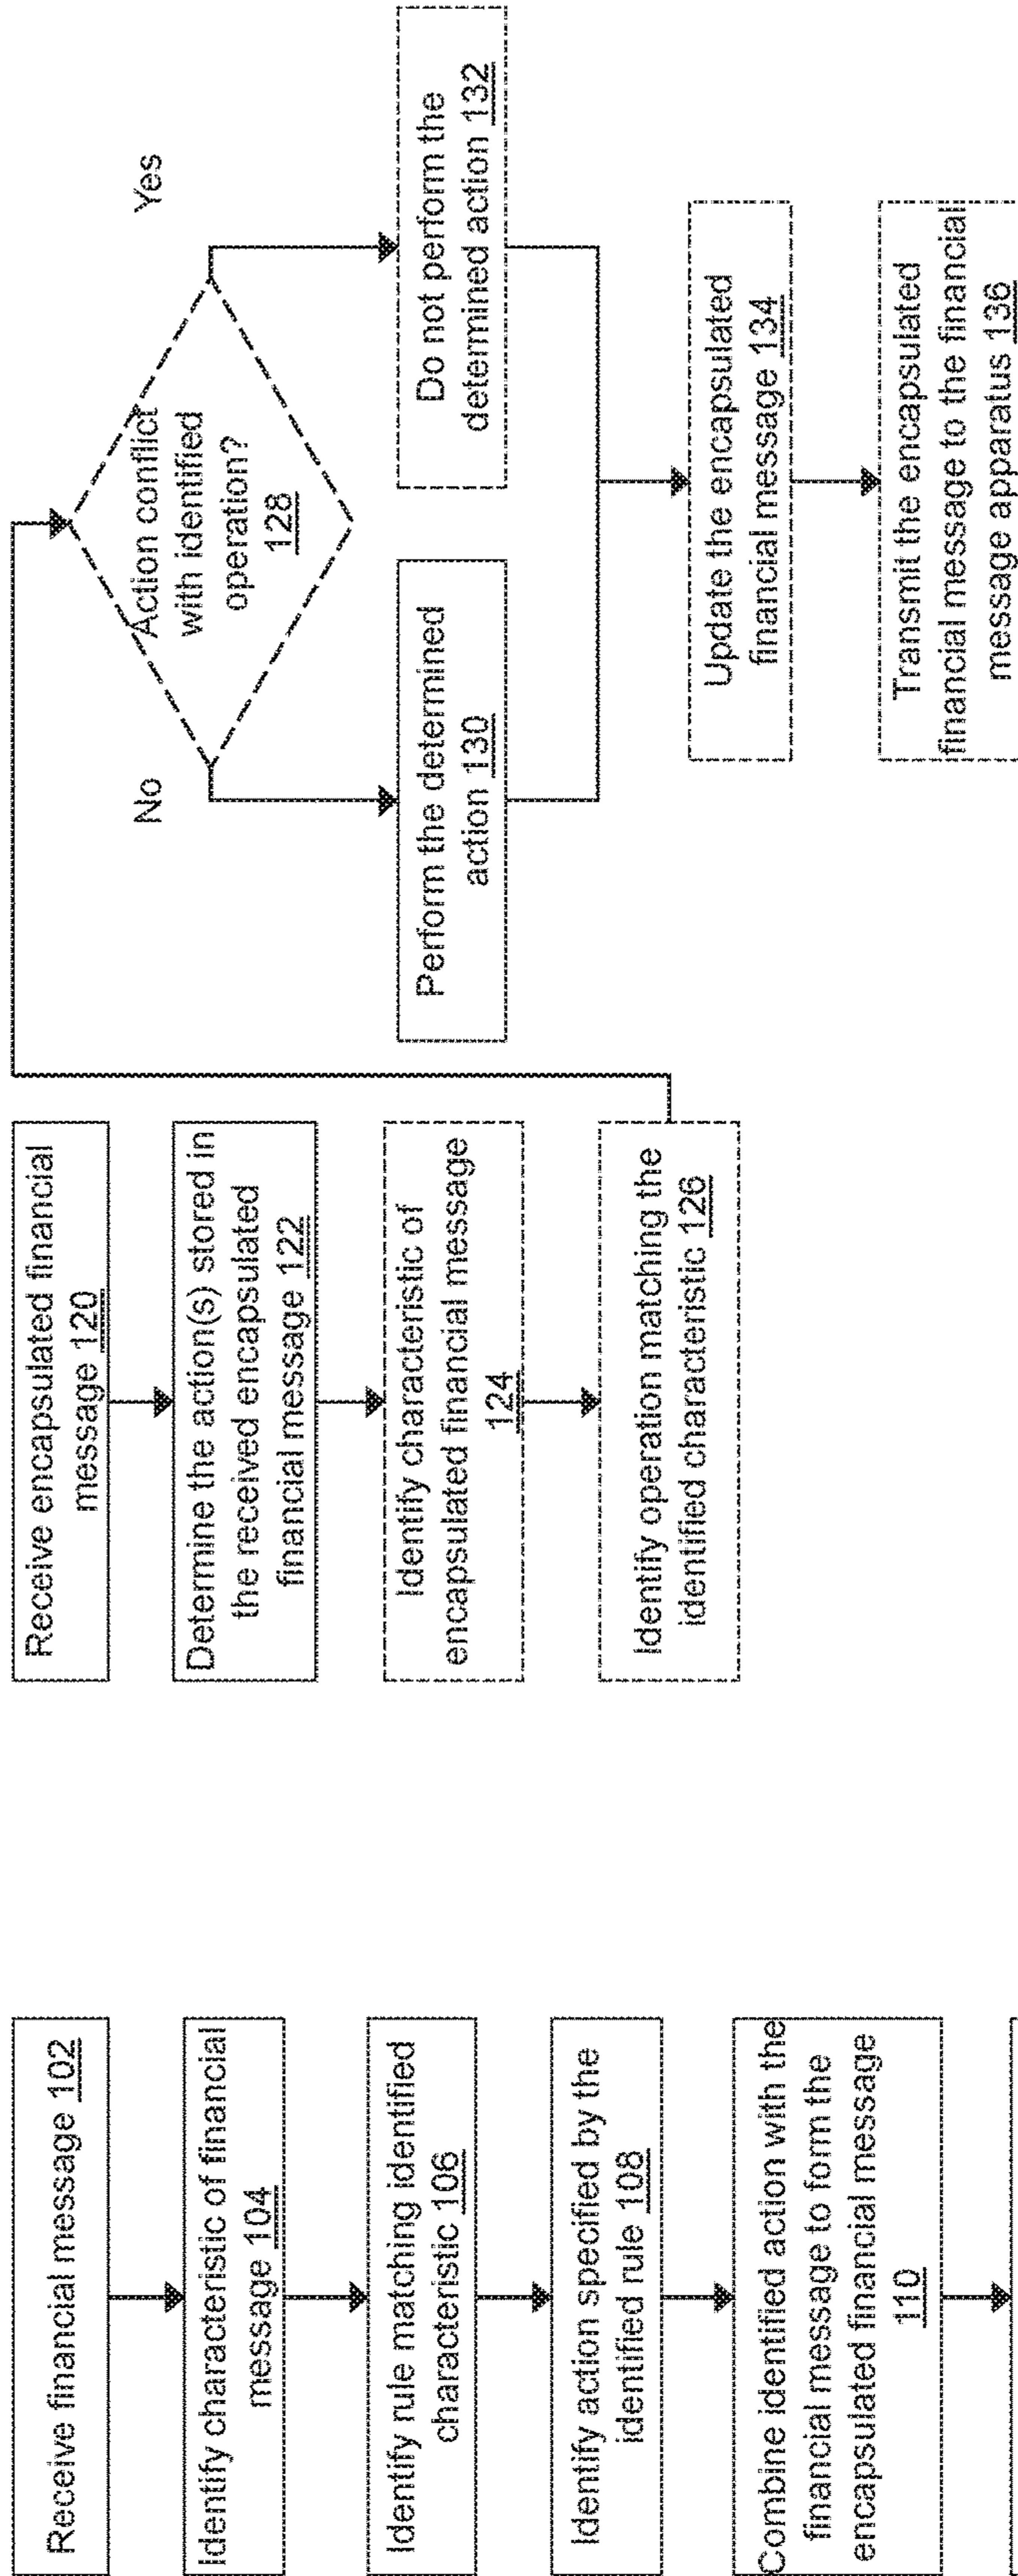 Receive financial message 102
Identify characteristic of financial
message 104
Identify rule matching identified
characteristic 106
Identify action specified by the
identified rule 108
Combine identified action with the
financial message to form the
encapsulated financial message
110
Receive encapsulated financial
message 120
Determine the action(s) stored in
the received encapsulated
financial message 122
Identify characteristic of
encapsulated financial message
124
Identify operation matching the
identified characteristic 126
Action conflict
with identified
operation?
128
No
Yes
Perform the determined
action 130
Do not perform the
determined action 132
Update the encapsulated
financial message 134
Transmit the encapsulated
financial message to the financial
message apparatus 136